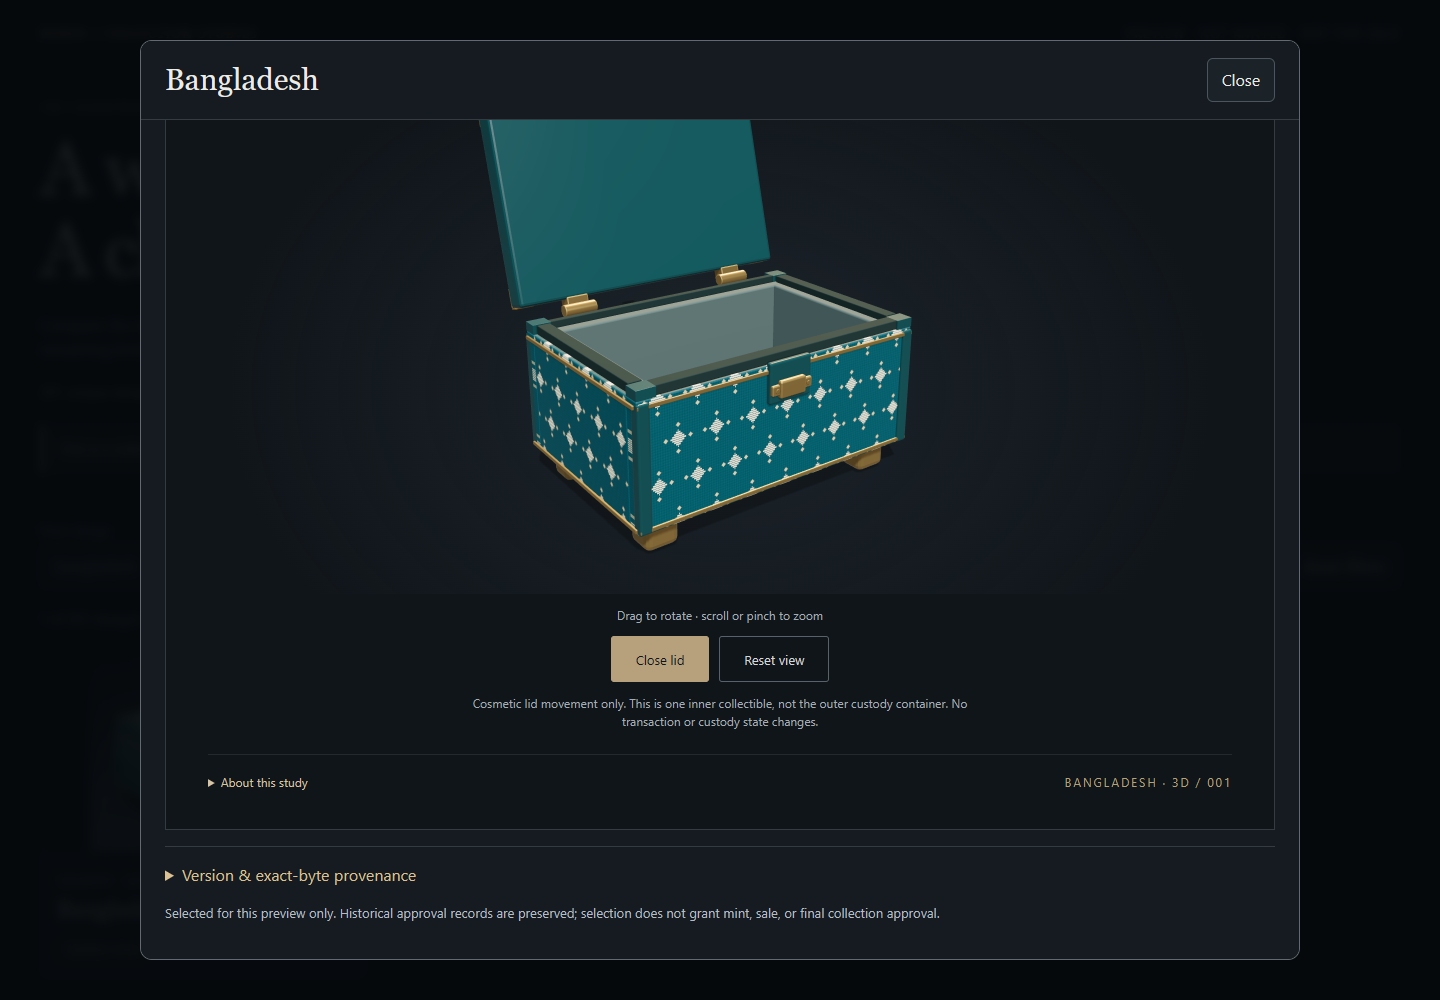 Bangladesh
Close
Drag to rotate · scroll or pinch to zoom
Close lid
Reset view
Cosmetic lid movement only. This is one inner collectible, not the outer custody container. No
transaction or custody state changes.
▶ About this study
BANGLADESH · 3D / 001
▶ Version & exact-byte provenance
Selected for this preview only. Historical approval records are preserved; selection does not grant mint, sale, or final collection approval.